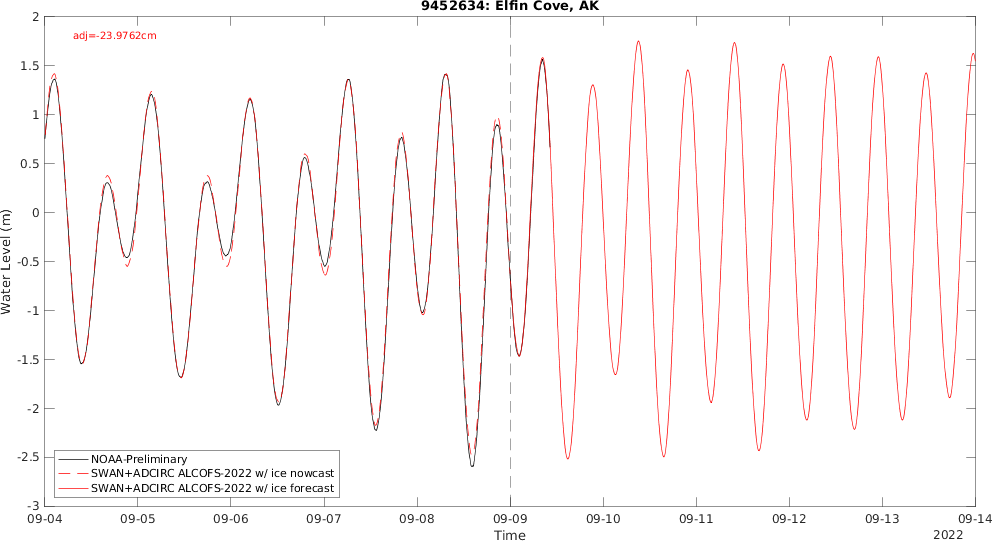 9452634: Elfin Cove, AK
adj=-23.9762cm
2
1.5
1
0.5
0
-0.5
-1
-1.5
-2
-2.5
-3
Water Level (m)
NOAA-Preliminary
SWAN+ADCIRC ALCOFS-2022 w/ ice nowcast
SWAN+ADCIRC ALCOFS-2022 w/ ice forecast
09-04 09-05 09-06 09-07 09-08 09-09 09-10 09-11 09-12 09-13 09-14
Time
2022